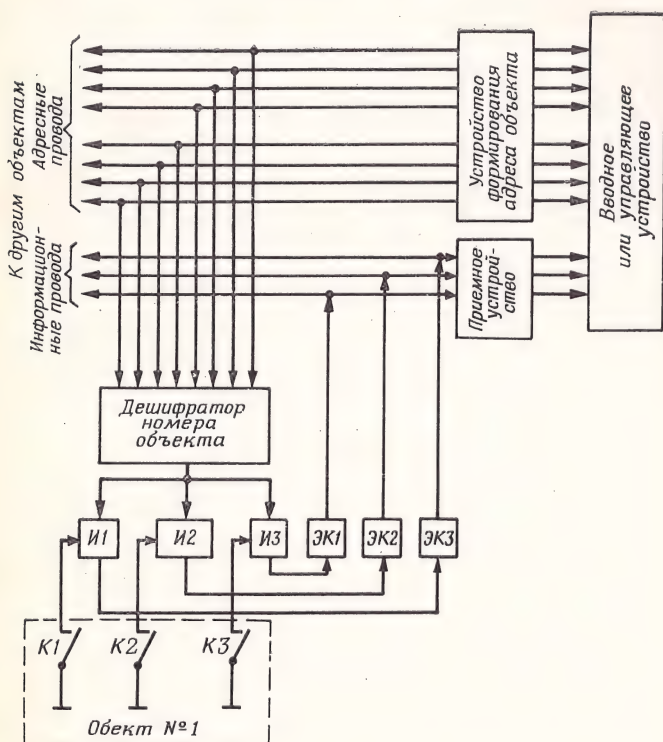 К другим объектам
Адресные
провода
Информацион-
ные провода
Устройство
формирования
адреса объекта
Приемное
устрой-
ство
Вводное
или управляющее
устройство
Дешифратор
номера
объекта
И1
И2
И3
ЭК1
ЭК2
ЭК3
К1
К2
К3
Обект №1